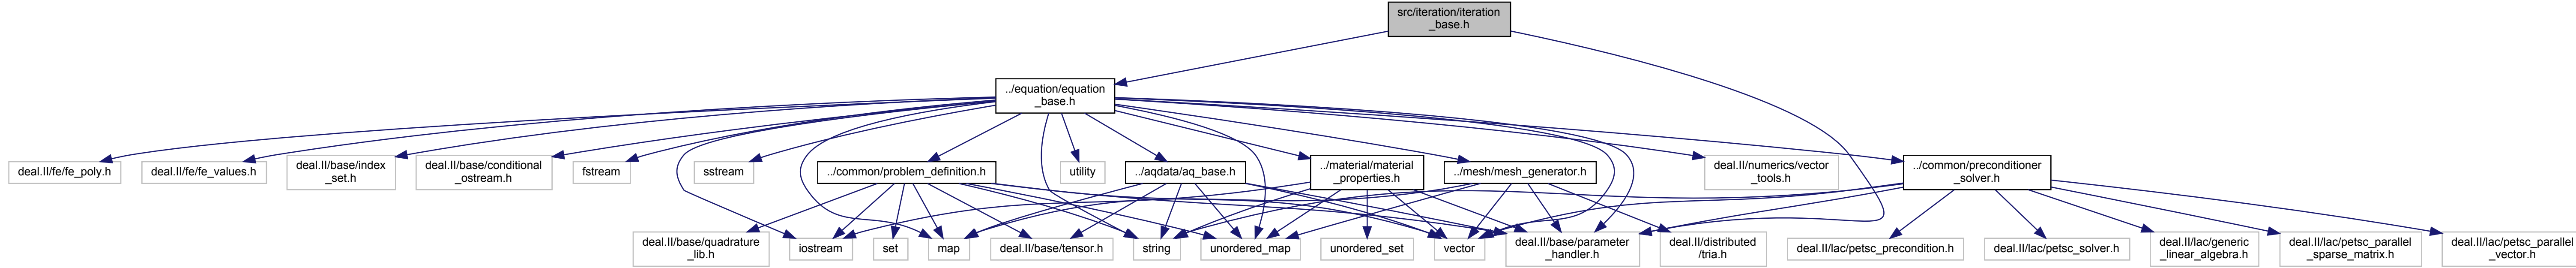 src/iteration/iteration
_base.h
../equation/equation
_base.h
deal.II/fe/fe_poly.h
deal.II/fe/fe_values.h
deal.II/base/index
_set.h
deal.II/base/conditional
_ostream.h
fstream
sstream
../common/problem_definition.h
utility
../aqdata/aq_base.h
../material/material
_properties.h
../mesh/mesh_generator.h
deal.II/numerics/vector
_tools.h
../common/preconditioner
_solver.h
deal.II/base/quadrature
_lib.h
iostream
set
map
deal.II/base/tensor.h
string
unordered_map
unordered_set
vector
deal.II/base/parameter
_handler.h
deal.II/distributed
/tria.h
deal.II/lac/petsc_precondition.h
deal.II/lac/petsc_solver.h
deal.II/lac/generic
_linear_algebra.h
deal.II/lac/petsc_parallel
_sparse_matrix.h
deal.II/lac/petsc_parallel
_vector.h